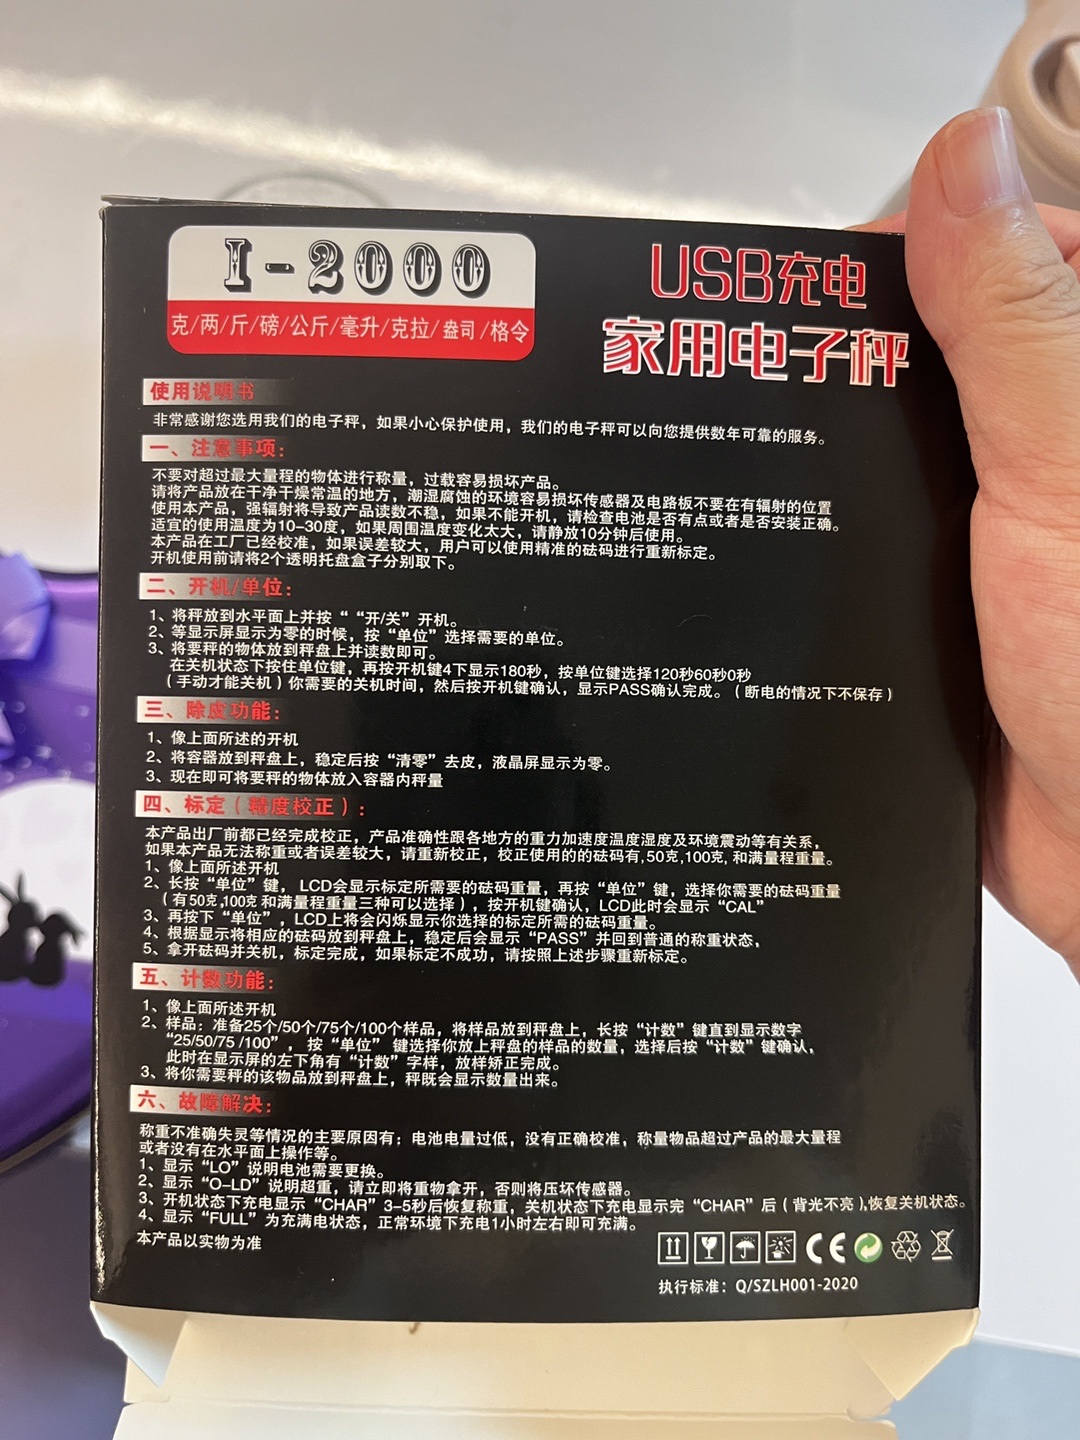 I-2000
克/两/斤/磅/公斤/毫升/克拉/盎司/格令
USB充电
家用电子秤
使用说明书
非常感谢您选用我们的电子秤，如果小心保护使用，我们的电子秤可以向您提供数年可靠的服务。
一、注意事项：
不要对超过最大量程的物体进行称量，过载容易损坏产品。
请将产品放在干净干燥常温的地方，潮湿腐蚀的环境容易损坏传感器及电路板不要在有辐射的位置
使用本产品，强辐射将导致产品读数不稳，如果不能开机，请检查电池是否有点或者是否安装正确。
适宜的使用温度为10-30度，如果周围温度变化太大，请静放10分钟后使用。
本产品在工厂已经校准，如果误差较大，用户可以使用精准的砝码进行重新标定。
开机使用前请将2个透明托盘盒子分别取下。
二、开机/单位：
1、将秤放到水平面上并按““开/关”开机。
2、等显示屏显示为零的时候，按“单位”选择需要的单位。
3、将要秤的物体放到秤盘上并读数即可。
在关机状态下按住单位键，再按开机键4下显示180秒，按单位键选择120秒60秒0秒
（手动才能关机）你需要的关机时间，然后按开机键确认，显示PASS确认完成。（断电的情况下不保存）
三、除皮功能：
1、像上面所述的开机
2、将容器放到秤盘上，稳定后按“清零”去皮，液晶屏显示为零。
3、现在即可将要秤的物体放入容器内秤量
四、标定（精度校正）：
本产品出厂前都已经完成校正，产品准确性跟各地方的重力加速度温度湿度及环境震动等有关系，
如果本产品无法称重或者误差较大，请重新校正，校正使用的的砝码有,50克,100克, 和满量程重量。
1、像上面所述开机
2、长按“单位”键，LCD会显示标定所需要的砝码重量，再按“单位”键，选择你需要的砝码重量
（有50克,100克 和满量程重量三种可以选择），按开机键确认，LCD此时会显示“CAL”
3、再按下“单位”，LCD上将会闪烁显示你选择的标定所需的砝码重量。
4、根据显示将相应的砝码放到秤盘上，稳定后会显示“PASS”并回到普通的称重状态，
5、拿开砝码并关机，标定完成，如果标定不成功，请按照上述步骤重新标定。
五、计数功能：
1、像上面所述开机
2、样品：准备25个/50个/75个/100个样品，将样品放到秤盘上，长按“计数”键直到显示数字
“25/50/75 /100”，按“单位”键选择你放上秤盘的样品的数量，选择后按“计数”键确认，
此时在显示屏的左下角有“计数”字样，放样矫正完成。
3、将你需要秤的该物品放到秤盘上，秤既会显示数量出来。
六、故障解决：
称重不准确失灵等情况的主要原因有：电池电量过低，没有正确校准，称量物品超过产品的最大量程
或者没有在水平面上操作等。
1、显示“LO”说明电池需要更换。
2、显示“O-LD”说明超重，请立即将重物拿开，否则将压坏传感器。
3、开机状态下充电显示“CHAR”3-5秒后恢复称重，关机状态下充电显示完“CHAR”后（背光不亮）,恢复关机状态。
4、显示“FULL”为充满电状态，正常环境下充电1小时左右即可充满。
本产品以实物为准
CE
执行标准：Q/SZLH001-2020